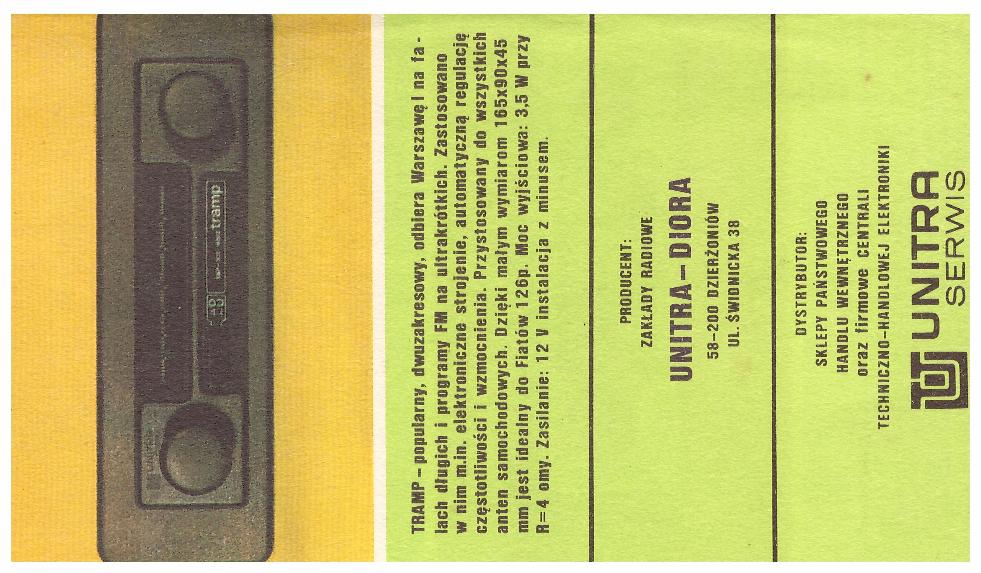 tramp
TRAMP – popularny, dwuzakresowy, odbiera Warszawę I na fa-
lach długich i programy FM na ultrakrótkich. Zastosowano
w nim m.in. elektroniczne strojenie, automatyczną regulację
częstotliwości i wzmocnienia. Przystosowany do wszystkich
anten samochodowych. Dzięki małym wymiarom 165x90x45
mm jest idealny do Fiatów 126p. Moc wyjściowa: 3,5 W przy
R=4 omy. Zasilanie: 12 V instalacja z minusem.
PRODUCENT:
ZAKŁADY RADIOWE
UNITRA–DIORA
58-200 DZIERŻONIÓW
UL. ŚWIDNICKA 38
DYSTRYBUTOR:
SKLEPY PAŃSTWOWEGO
HANDLU WEWNĘTRZNEGO
oraz firmowe CENTRALI
TECHNICZNO-HANDLOWEJ ELEKTRONIKI
UNITRA
SERWIS